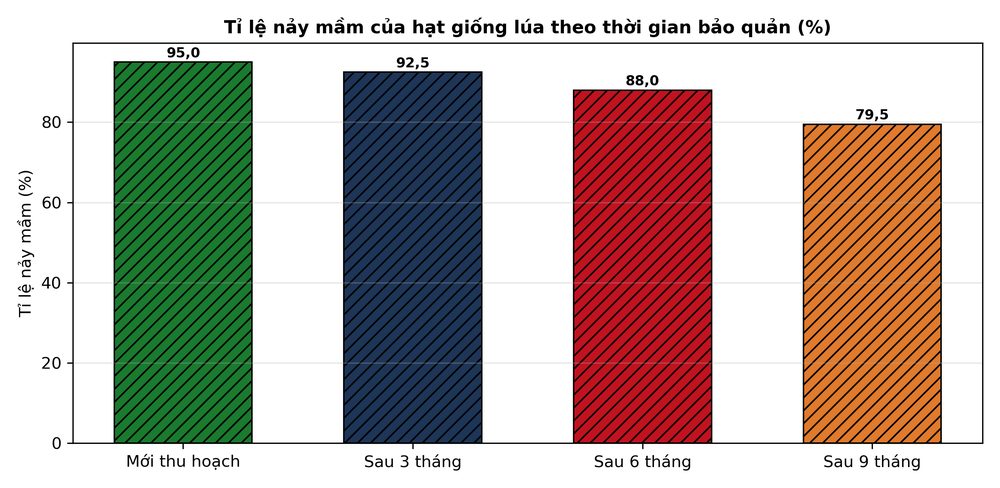 Tỉ lệ nảy mầm của hạt giống lúa theo thời gian bảo quản (%)
95,0
92,5
88,0
79,5
Tỉ lệ nảy mầm (%)
80
60
40
20
0
Mới thu hoạch
Sau 3 tháng
Sau 6 tháng
Sau 9 tháng